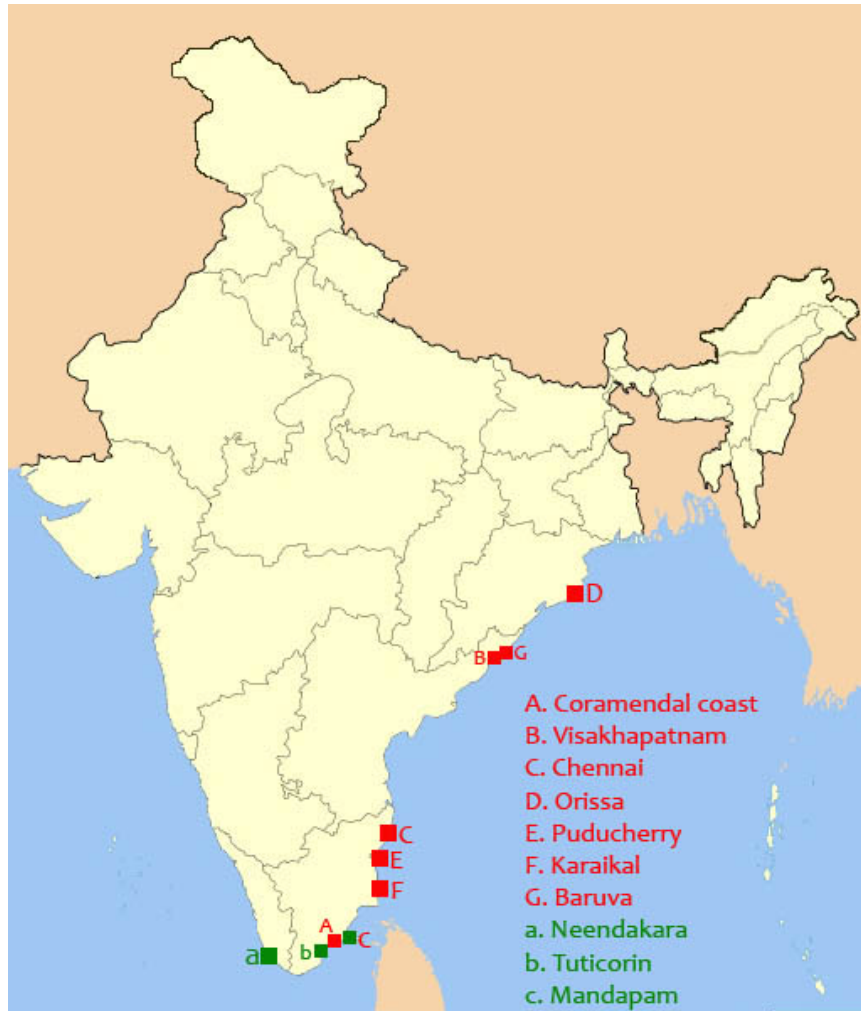 D
B
G
C
E
F
A
c
b
a
A. Coramendal coast
B. Visakhapatnam
C. Chennai
D. Orissa
E. Puducherry
F. Karaikal
G. Baruva
a. Neendakara
b. Tuticorin
c. Mandapam